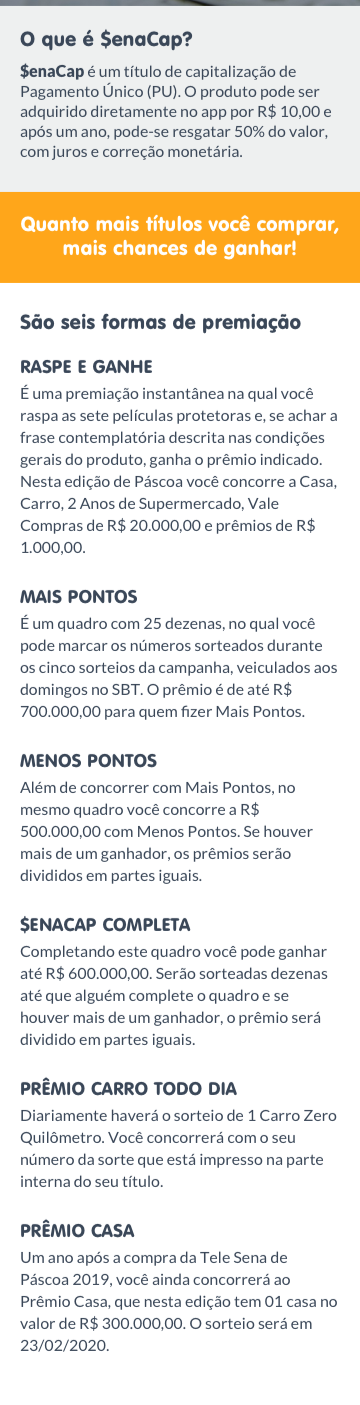 O que é $enaCap?
$enaCap é um título de capitalização de
Pagamento Único (PU). O produto pode ser
adquirido diretamente no app por R$ 10,00 e
após um ano, pode-se resgatar 50% do valor,
com juros e correção monetária.
Quanto mais títulos você comprar,
mais chances de ganhar!
São seis formas de premiação
RASPE E GANHE
É uma premiação instantânea na qual você
raspa as sete películas protetoras e, se achar a
frase contemplatória descrita nas condições
gerais do produto, ganha o prêmio indicado.
Nesta edição de Páscoa você concorre a Casa,
Carro, 2 Anos de Supermercado, Vale
Compras de R$ 20.000,00 e prêmios de R$
1.000,00.
MAIS PONTOS
É um quadro com 25 dezenas, no qual você
pode marcar os números sorteados durante
os cinco sorteios da campanha, veiculados aos
domingos no SBT. O prêmio é de até R$
700.000,00 para quem fizer Mais Pontos.
MENOS PONTOS
Além de concorrer com Mais Pontos, no
mesmo quadro você concorre a R$
500.000,00 com Menos Pontos. Se houver
mais de um ganhador, os prêmios serão
divididos em partes iguais.
$ENACAP COMPLETA
Completando este quadro você pode ganhar
até R$ 600.000,00. Serão sorteadas dezenas
até que alguém complete o quadro e se
houver mais de um ganhador, o prêmio será
dividido em partes iguais.
PRÊMIO CARRO TODO DIA
Diariamente haverá o sorteio de 1 Carro Zero
Quilômetro. Você concorrerá com o seu
número da sorte que está impresso na parte
interna do seu título.
PRÊMIO CASA
Um ano após a compra da Tele Sena de
Páscoa 2019, você ainda concorrerá ao
Prêmio Casa, que nesta edição tem 01 casa no
valor de R$ 300.000,00. O sorteio será em
23/02/2020.